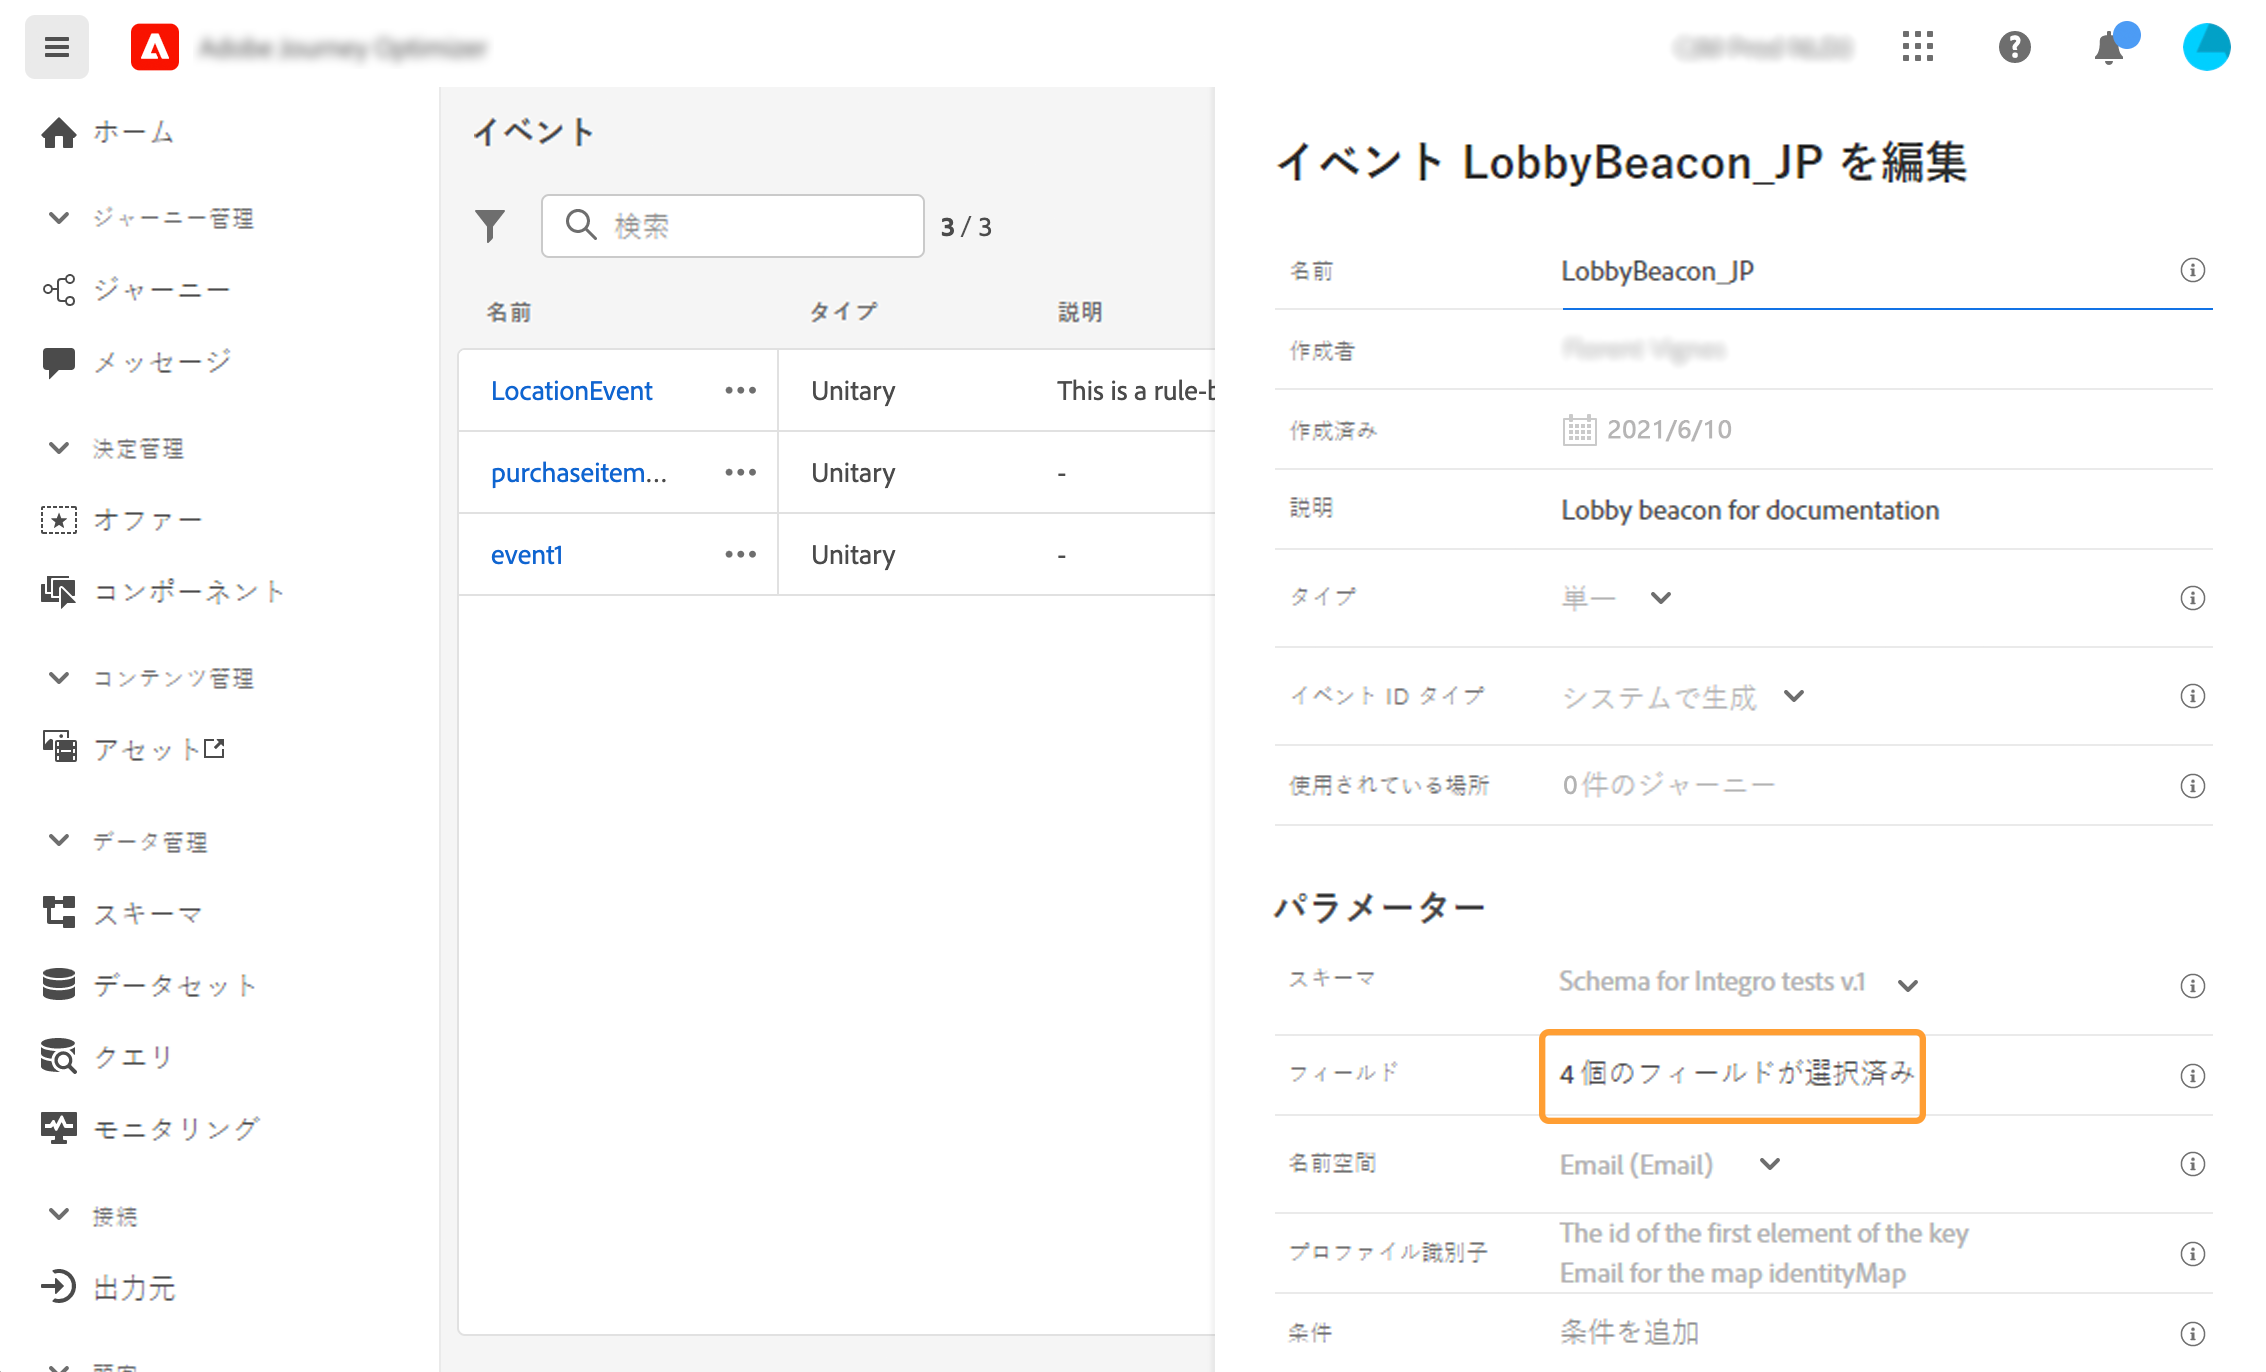 ホーム
ジャーニー管理
ジャーニー
メッセージ
決定管理
オファー
コンポーネント
コンテンツ管理
アセット
データ管理
スキーマ
データセット
クエリ
モニタリング
接続
出力元
イベント
検索
3 / 3
名前 タイプ 説明
LocationEvent ••• Unitary This is a rule-b
purchaseitem... ••• Unitary -
event1 ••• Unitary -
イベント LobbyBeacon_JP を編集
名前 LobbyBeacon_JP
作成者
作成済み 2021/6/10
説明 Lobby beacon for documentation
タイプ 単一
イベント ID タイプ システムで生成
使用されている場所 0件のジャーニー
パラメーター
スキーマ Schema for Integro tests v.1
フィールド 4 個のフィールドが選択済み
名前空間 Email (Email)
プロファイル識別子 The id of the first element of the key
Email for the map identityMap
条件 条件を追加